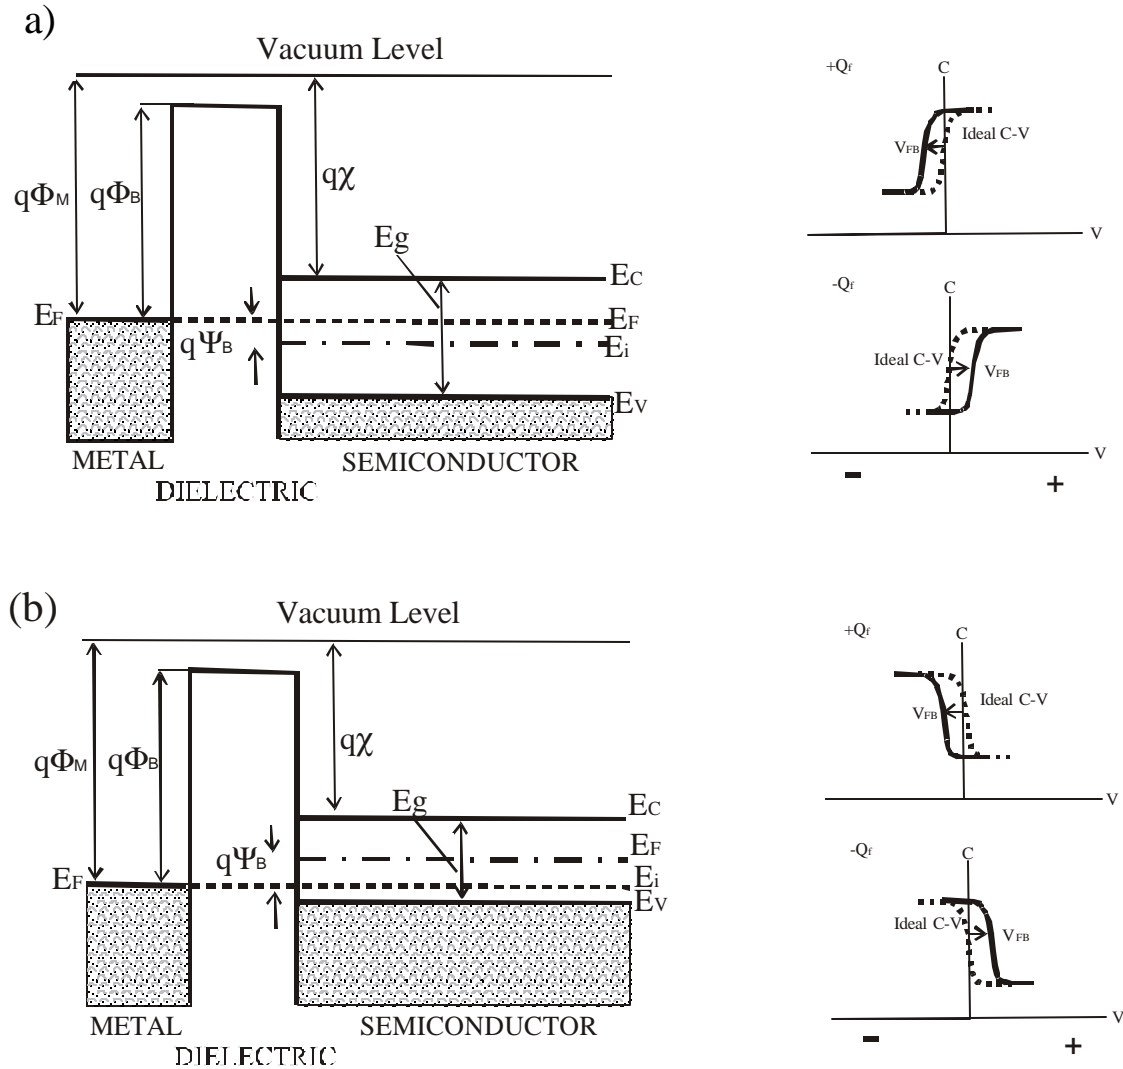 a)
Vacuum Level
qΦM
qΦB
qχ
Eg
EC
EF
EF
qΨB
Ei
EV
METAL
SEMICONDUCTOR
DIELECTRIC
+Qf
C
Ideal C-V
VFB
V
-Qf
C
Ideal C-V
VFB
V
-
+
(b)
Vacuum Level
qΦM
qΦB
qχ
Eg
EC
qΨB
EF
EF
Ei
EV
METAL
SEMICONDUCTOR
DIELECTRIC
+Qf
C
Ideal C-V
VFB
V
-Qf
C
Ideal C-V
VFB
V
-
+